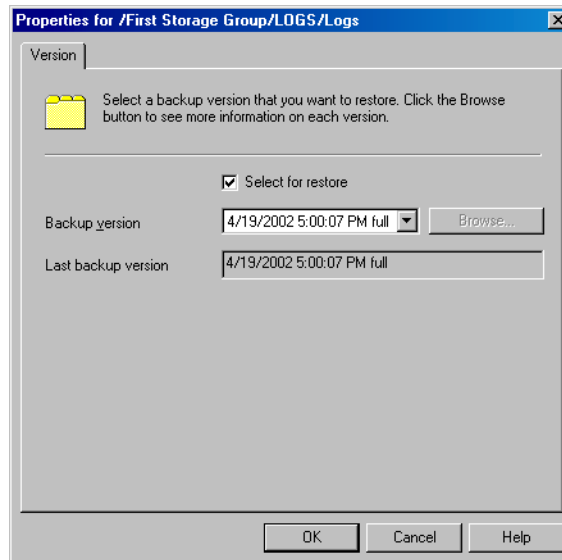 Properties for /First Storage Group/LOGS/Logs
Version
Select a backup version that you want to restore. Click the Browse
button to see more information on each version.
Select for restore
Backup version 4/19/2002 5:00:07 PM full Browse...
Last backup version 4/19/2002 5:00:07 PM full
OK Cancel Help